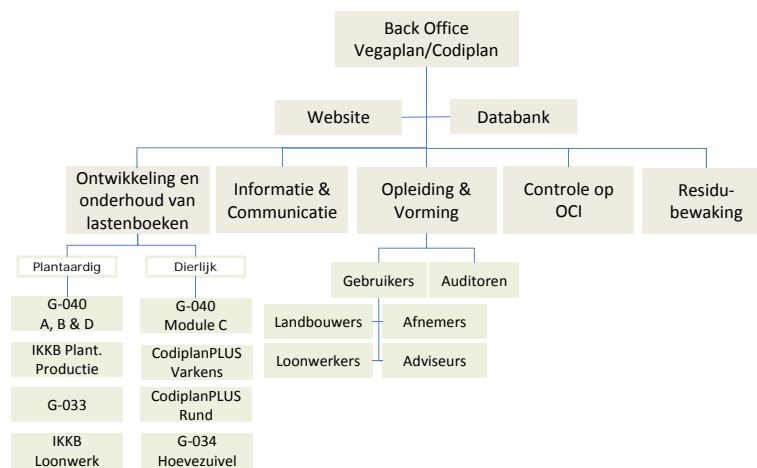 Back Office
Vegaplan/Codiplan
Website
Databank
Ontwikkeling en
onderhoud van
lastenboeken
Informatie &
Communicatie
Opleiding &
Vorming
Controle op
OCI
Residu-
bewaking
Plantaardig
Dierlijk
G-040
A, B & D
IKKB Plant.
Productie
G-033
IKKB
Loonwerk
G-040
Module C
CodiplanPLUS
Varkens
CodiplanPLUS
Rund
G-034
Hoevezuivel
Gebruikers
Auditoren
Landbouwers
Afnemers
Loonwerkers
Adviseurs